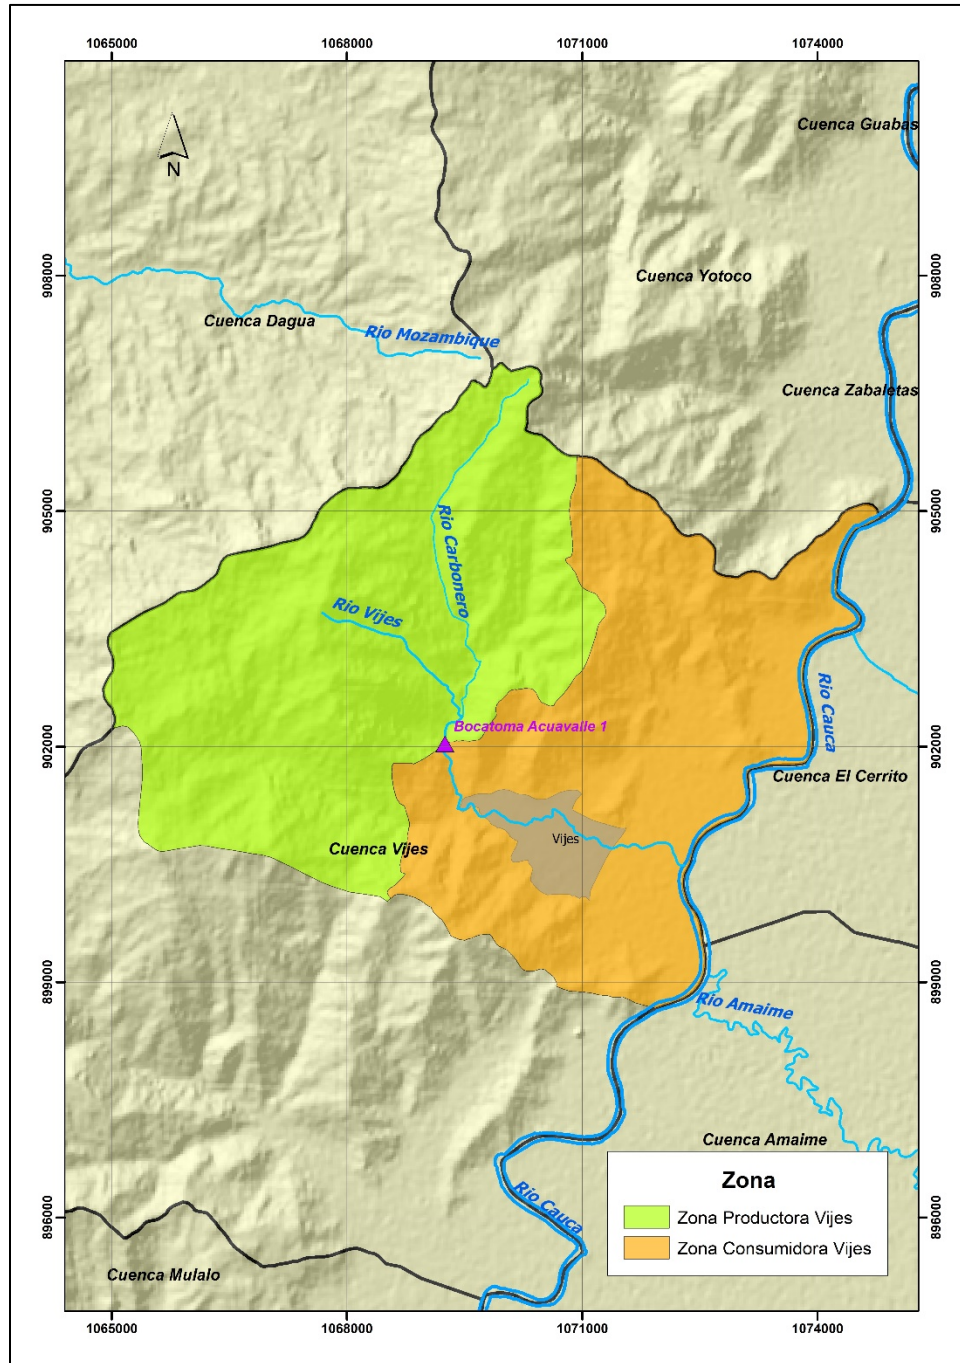 1065000
1068000
1071000
1074000
Cuenca Guabas
N
908000
908000
Cuenca Yotoco
Cuenca Dagua
Rio Mozambique
Cuenca Zabaletas
905000
905000
Rio Carbonero
Rio Vijes
Rio Cauca
Bocatoma Acuavalle 1
902000
902000
Cuenca El Cerrito
Vijes
Cuenca Vijes
899000
899000
Rio Amaime
Cuenca Amaime
Zona
Zona Productora Vijes
Zona Consumidora Vijes
Rio Cauca
896000
896000
Cuenca Mulalo
1065000
1068000
1071000
1074000